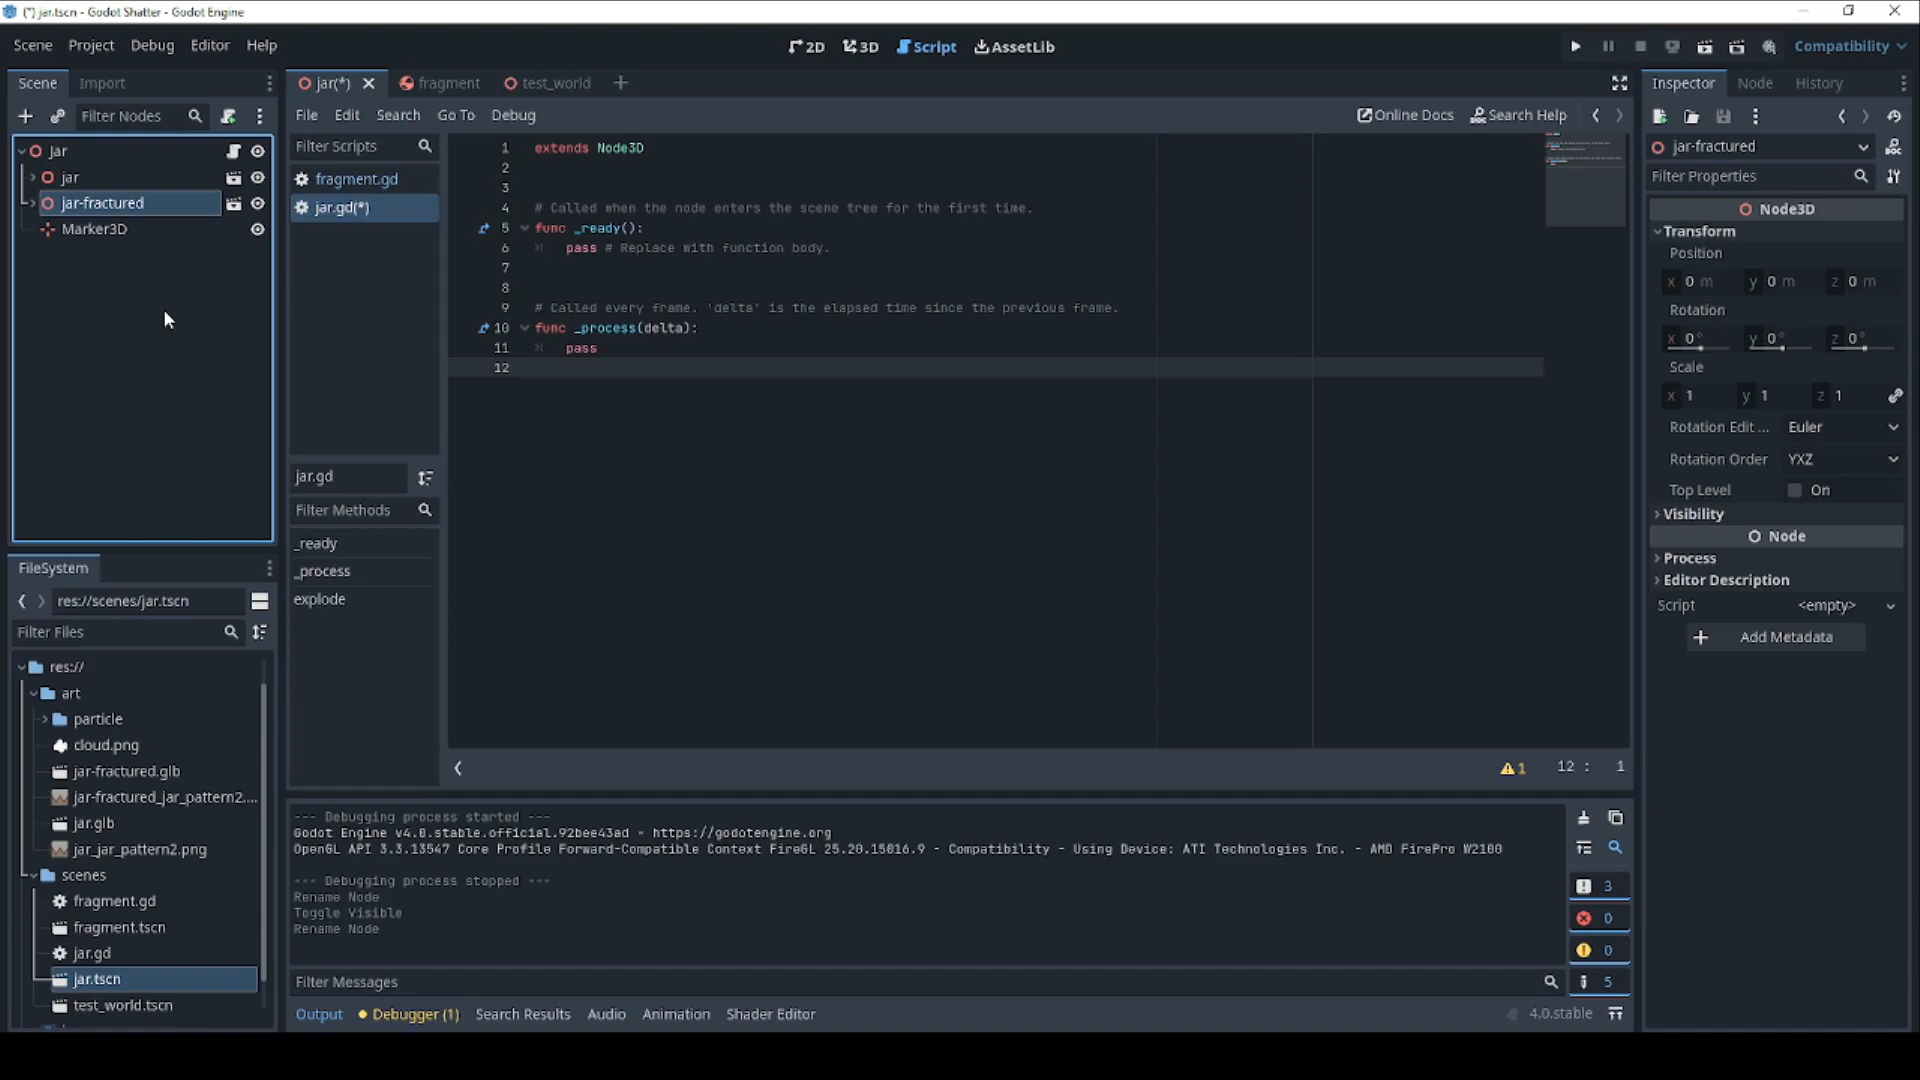 (*) jar.tscn - Godot Shatter - Godot Engine
Scene Project Debug Editor Help
2D 3D Script AssetLib
Compatibility
Scene Import
Filter Nodes
Jar
jar
jar-fractured
Marker3D
FileSystem
res://scenes/jar.tscn
Filter Files
res://
art
particle
cloud.png
jar-fractured.glb
jar-fractured_jar_pattern2....
jar.glb
jar_jar_pattern2.png
scenes
fragment.gd
fragment.tscn
jar.gd
jar.tscn
test_world.tscn
jar(*) fragment test_world
File Edit Search Go To Debug
Online Docs Search Help
Filter Scripts
fragment.gd
jar.gd(*)
jar.gd
Filter Methods
_ready
_process
explode
1 extends Node3D
2
3
4 # Called when the node enters the scene tree for the first time.
5 func _ready():
6 pass # Replace with function body.
7
8
9 # Called every frame. 'delta' is the elapsed time since the previous frame.
10 func _process(delta):
11 pass
12
1 12 : 1
--- Debugging process started ---
Godot Engine v4.0.stable.official.92bee43ad - https://godotengine.org
OpenGL API 3.3.13547 Core Profile Forward-Compatible Context FireGL 25.20.15016.9 - Compatibility - Using Device: ATI Technologies Inc. - AMD FirePro W2100
--- Debugging process stopped ---
Rename Node
Toggle Visible
Rename Node
3
0
0
5
Filter Messages
Output Debugger (1) Search Results Audio Animation Shader Editor
4.0.stable
Inspector Node History
jar-fractured
Filter Properties
Node3D
Transform
Position
x 0 m y 0 m z 0 m
Rotation
x 0° y 0° z 0°
Scale
x 1 y 1 z 1
Rotation Edit ... Euler
Rotation Order YXZ
Top Level On
Visibility
Node
Process
Editor Description
Script <empty>
Add Metadata